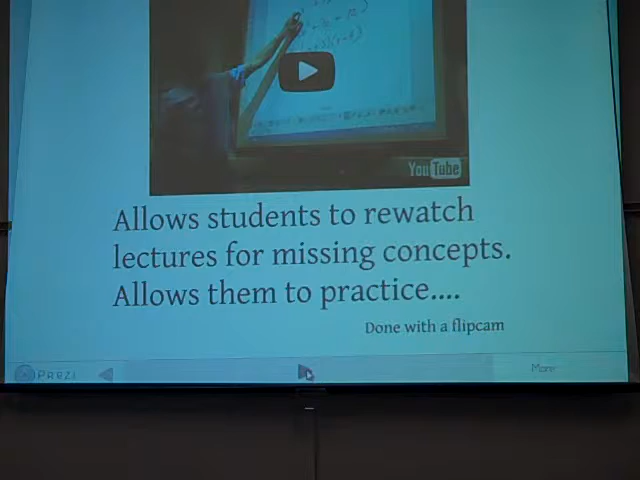 YouTube
Allows students to rewatch
lectures for missing concepts.
Allows them to practice....
Done with a flipcam
PREZI
More